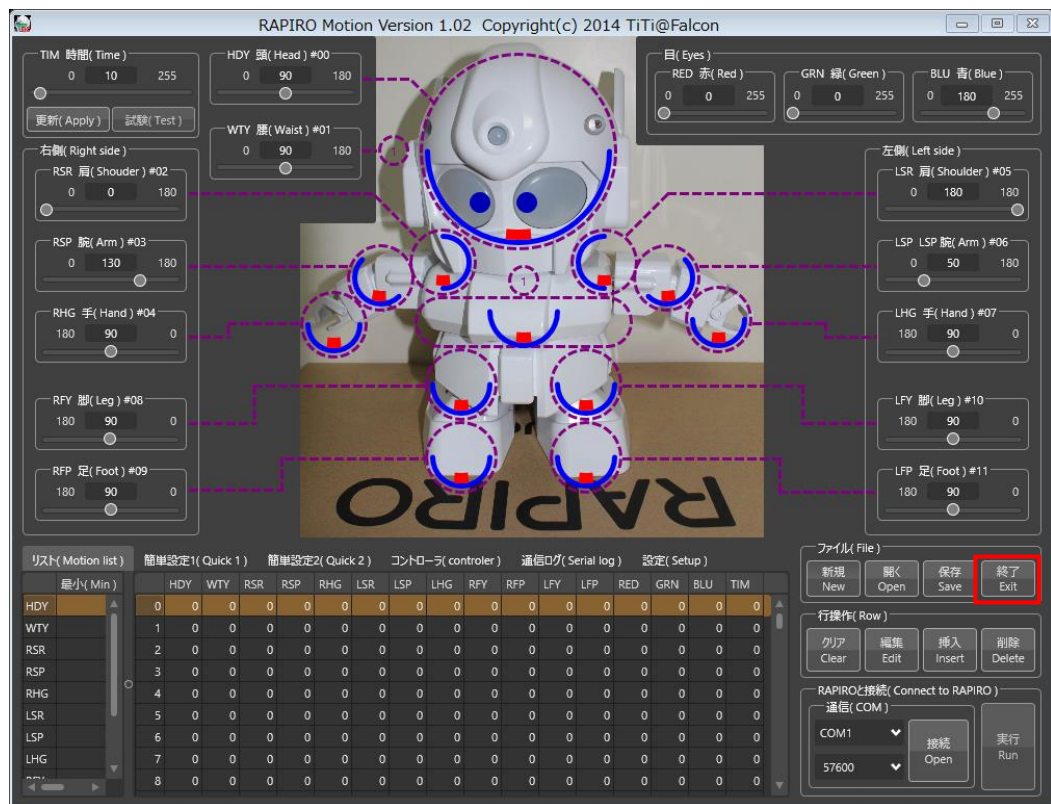 RAPIRO Motion Version 1.02 Copyright(c) 2014 TiTi@Falcon
TIM 時間( Time )
0 10 255
更新( Apply ) 試験( Test )
HDY 頭( Head ) #00
0 90 180
WTY 腰( Waist ) #01
0 90 180
目( Eyes )
RED 赤( Red )
0 0 255
GRN 緑( Green )
0 0 255
BLU 青( Blue )
0 180 255
右側( Right side )
RSR 肩( Shouder ) #02
0 0 180
RSP 腕( Arm ) #03
0 130 180
RHG 手( Hand ) #04
180 90 0
RFY 脚( Leg ) #08
180 90 0
RFP 足( Foot ) #09
180 90 0
1
1
RAPIRO
左側( Left side )
LSR 肩( Shoulder ) #05
0 180 180
LSP LSP 腕( Arm ) #06
0 50 180
LHG 手( Hand ) #07
180 90 0
LFY 脚( Leg ) #10
180 90 0
LFP 足( Foot ) #11
180 90 0
リスト( Motion list ) 簡単設定1( Quick 1 ) 簡単設定2( Quick 2 ) コントローラ( controler ) 通信ログ( Serial log ) 設定( Setup )
最小( Min )
HDY
WTY
RSR
RSP
RHG
LSR
LSP
LHG
HDY WTY RSR RSP RHG LSR LSP LHG RFY RFP LFY LFP RED GRN BLU TIM
0 0 0 0 0 0 0 0 0 0 0 0 0 0 0 0 0
1 0 0 0 0 0 0 0 0 0 0 0 0 0 0 0 0
2 0 0 0 0 0 0 0 0 0 0 0 0 0 0 0 0
3 0 0 0 0 0 0 0 0 0 0 0 0 0 0 0 0
4 0 0 0 0 0 0 0 0 0 0 0 0 0 0 0 0
5 0 0 0 0 0 0 0 0 0 0 0 0 0 0 0 0
6 0 0 0 0 0 0 0 0 0 0 0 0 0 0 0 0
7 0 0 0 0 0 0 0 0 0 0 0 0 0 0 0 0
8 0 0 0 0 0 0 0 0 0 0 0 0 0 0 0 0
ファイル( File )
新規 開く 保存 終了
New Open Save Exit
行操作( Row )
クリア 編集 挿入 削除
Clear Edit Insert Delete
RAPIROと接続( Connect to RAPIRO )
通信( COM )
COM1
57600
接続
Open
実行
Run